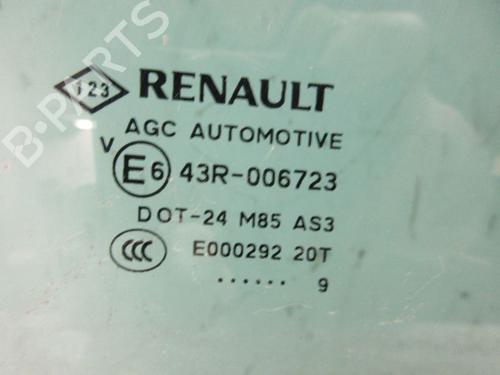 B-PARTS
123 RENAULT
AGC AUTOMOTIVE
V E6 43R-006723
DOT-24 M85 AS3
CCC E000292 20T
...... 9